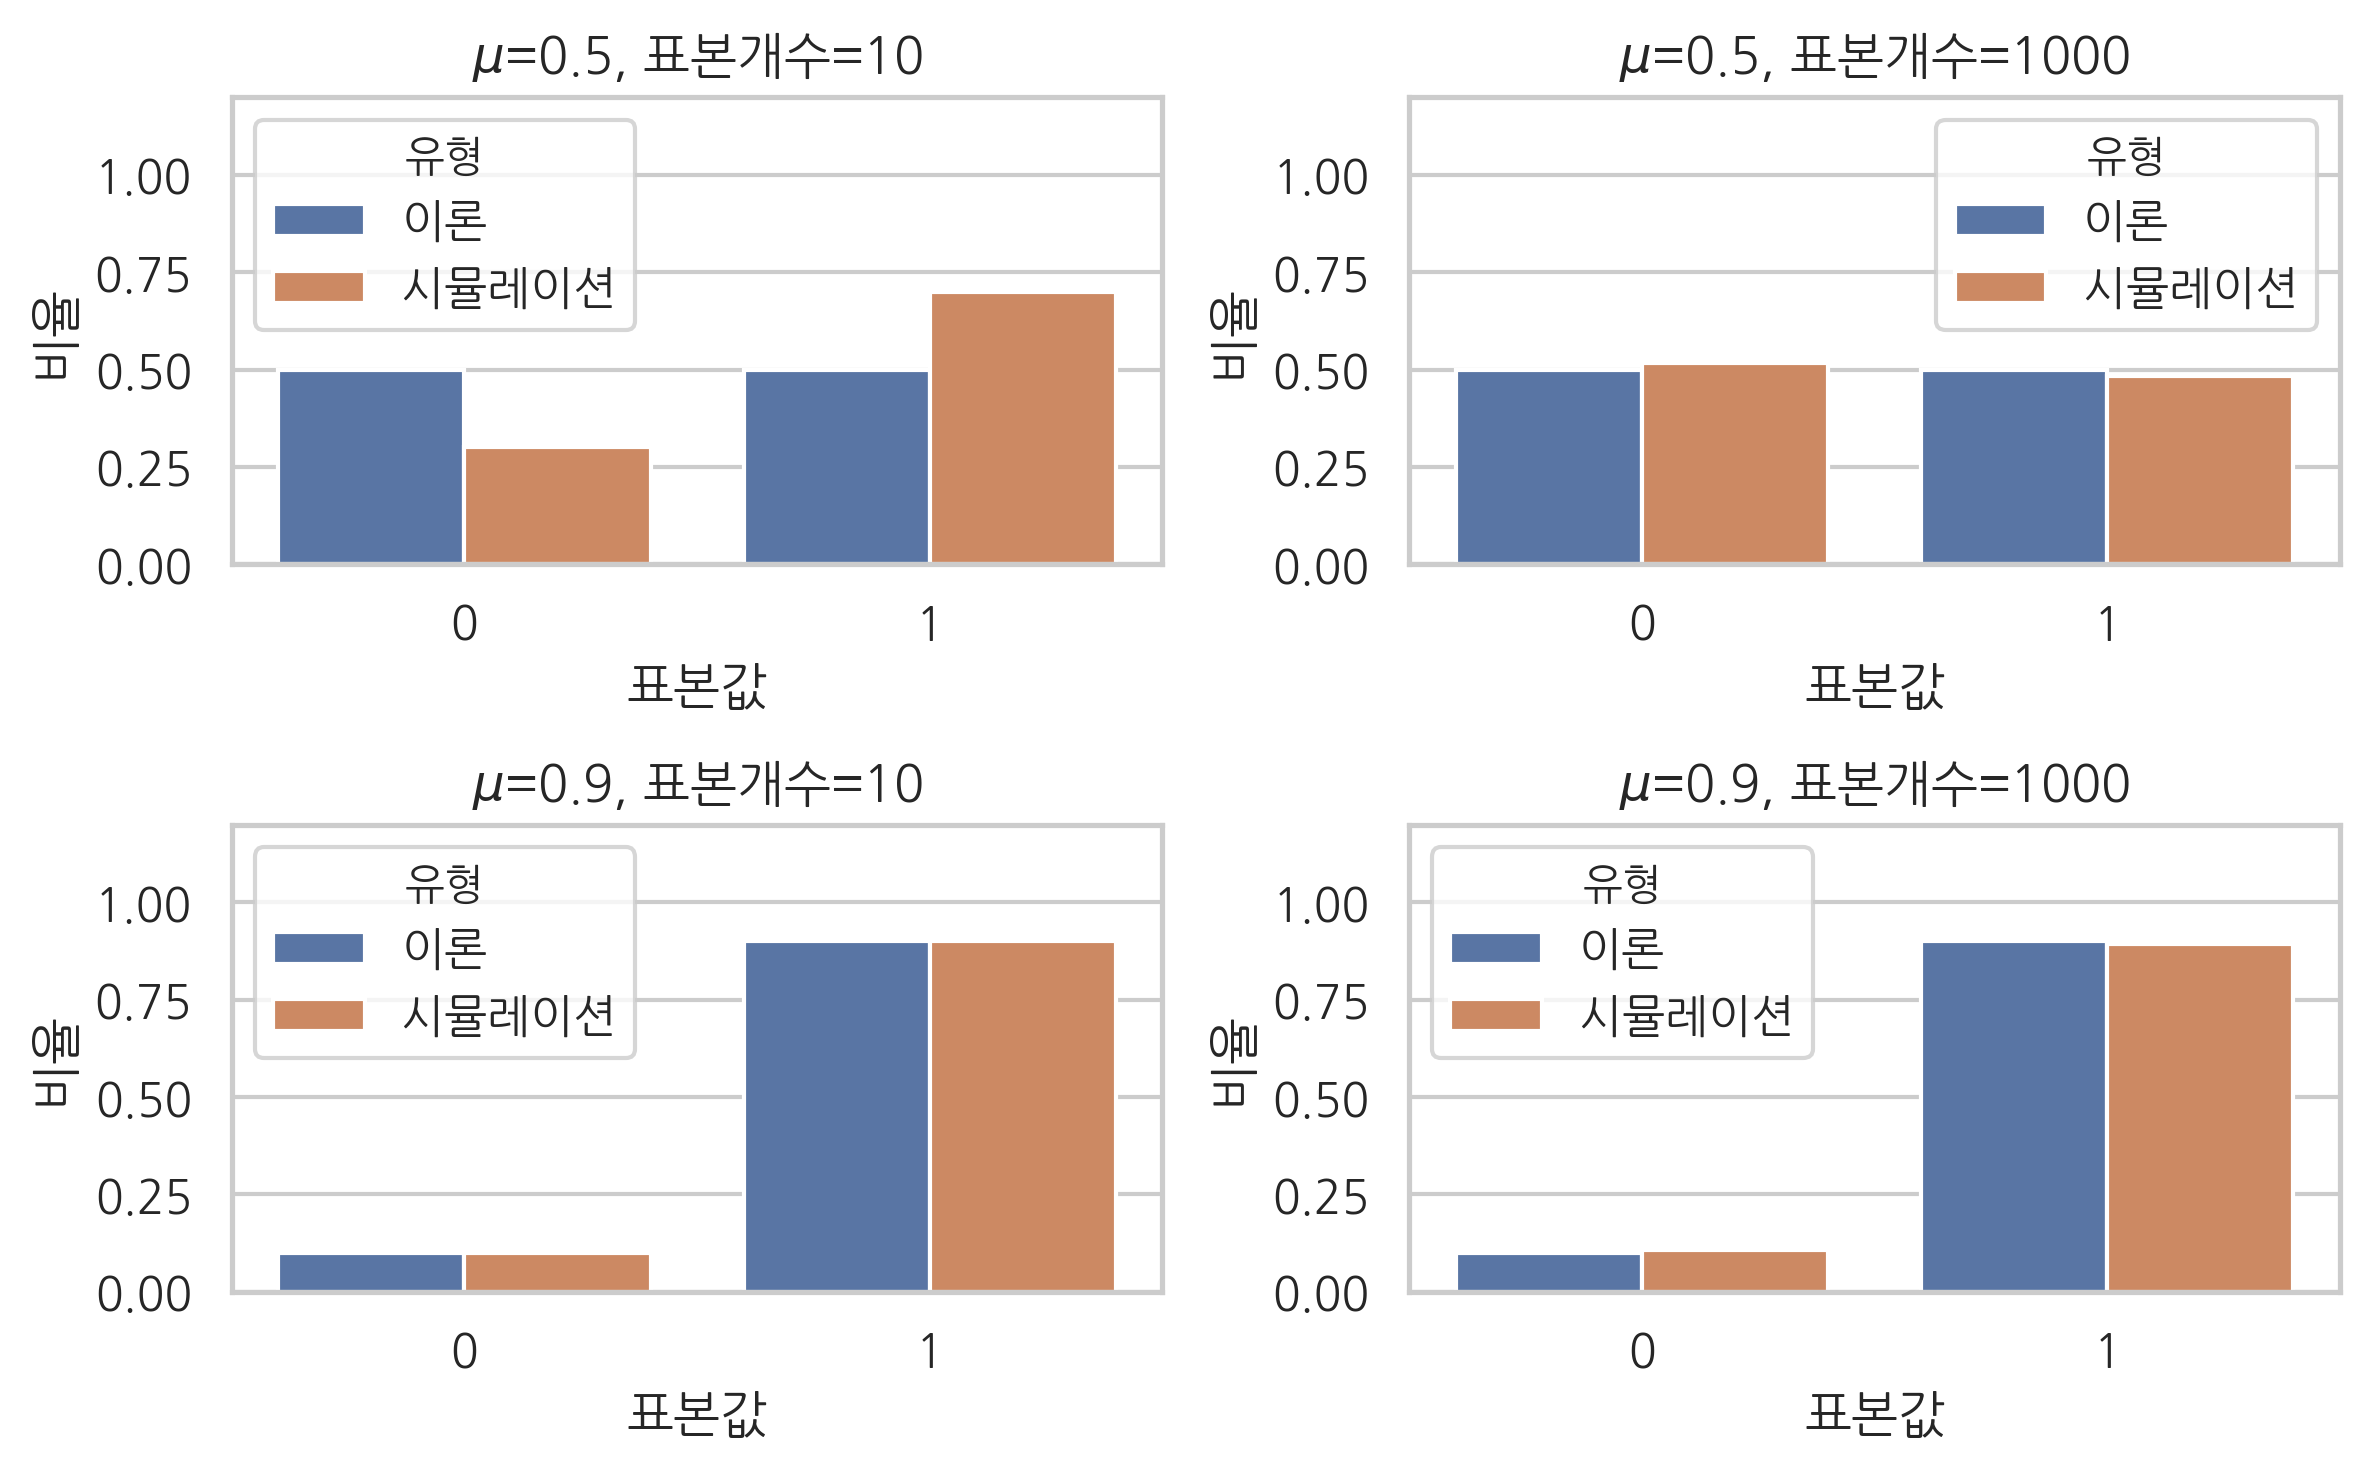 μ=0.5, 표본개수=10
유형
이론
시뮬레이션
1.00
0.75
0.50
0.25
0.00
비율
0
1
표본값
μ=0.5, 표본개수=1000
유형
이론
시뮬레이션
1.00
0.75
0.50
0.25
0.00
비율
0
1
표본값
μ=0.9, 표본개수=10
유형
이론
시뮬레이션
1.00
0.75
0.50
0.25
0.00
비율
0
1
표본값
μ=0.9, 표본개수=1000
유형
이론
시뮬레이션
1.00
0.75
0.50
0.25
0.00
비율
0
1
표본값